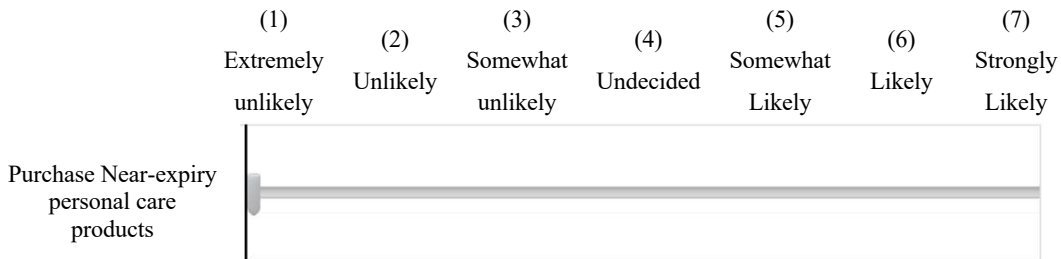 (1)
Extremely
unlikely
(2)
Unlikely
(3)
Somewhat
unlikely
(4)
Undecided
(5)
Somewhat
Likely
(6)
Likely
(7)
Strongly
Likely
Purchase Near-expiry
personal care
products